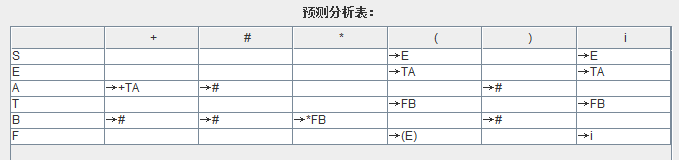 预测分析表：
+ # * ( ) i
S →E →E
E →TA →TA
A →+TA →# →#
T →FB →FB
B →# →# →*FB →#
F →(E) →i